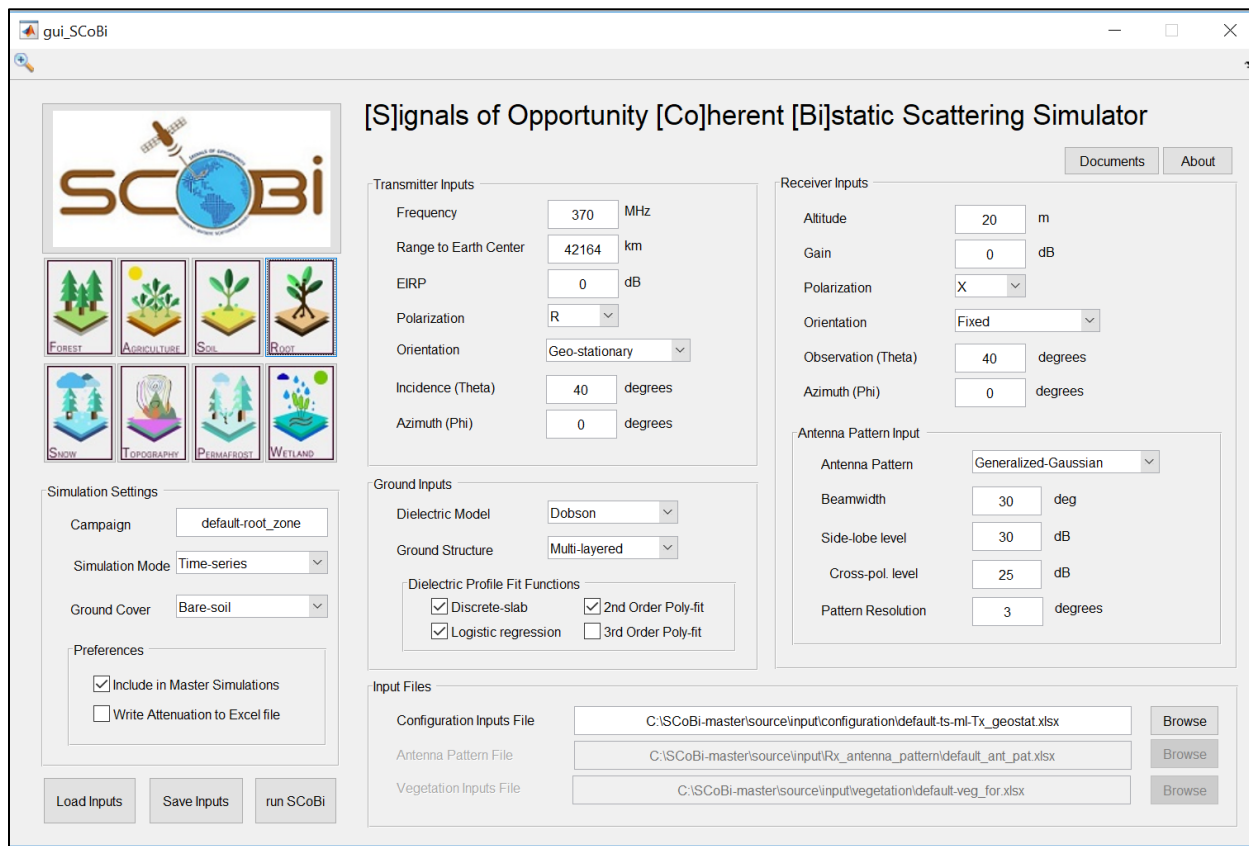 gui_SCoBi
[S]ignals of Opportunity [Co]herent [Bi]static Scattering Simulator
Documents About
SCOBi
FOREST AGRICULTURE SOIL ROOT
SNOW TOPOGRAPHY PERMAFROST WETLAND
Simulation Settings
Campaign default-root_zone
Simulation Mode Time-series
Ground Cover Bare-soil
Preferences
Include in Master Simulations
Write Attenuation to Excel file
Load Inputs Save Inputs run SCoBi
Transmitter Inputs
Frequency 370 MHz
Range to Earth Center 42164 km
EIRP 0 dB
Polarization R
Orientation Geo-stationary
Incidence (Theta) 40 degrees
Azimuth (Phi) 0 degrees
Ground Inputs
Dielectric Model Dobson
Ground Structure Multi-layered
Dielectric Profile Fit Functions
Discrete-slab 2nd Order Poly-fit
Logistic regression 3rd Order Poly-fit
Receiver Inputs
Altitude 20 m
Gain 0 dB
Polarization X
Orientation Fixed
Observation (Theta) 40 degrees
Azimuth (Phi) 0 degrees
Antenna Pattern Input
Antenna Pattern Generalized-Gaussian
Beamwidth 30 deg
Side-lobe level 30 dB
Cross-pol. level 25 dB
Pattern Resolution 3 degrees
Input Files
Configuration Inputs File C:\SCoBi-master\source\input\configuration\default-ts-ml-Tx_geostat.xlsx Browse
Antenna Pattern File C:\SCoBi-master\source\input\Rx_antenna_pattern\default_ant_pat.xlsx Browse
Vegetation Inputs File C:\SCoBi-master\source\input\vegetation\default-veg_for.xlsx Browse